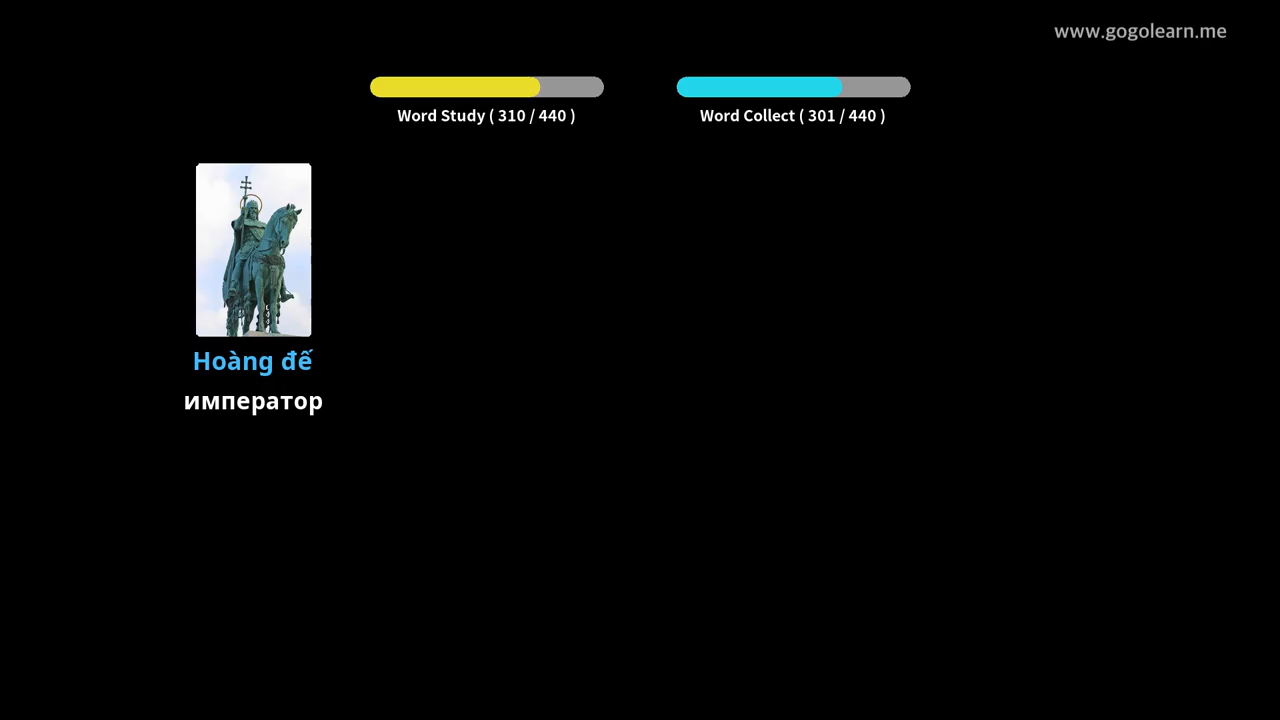 www.gogolearn.me
Word Study ( 310 / 440 )
Word Collect ( 301 / 440 )
Hoàng đế
император